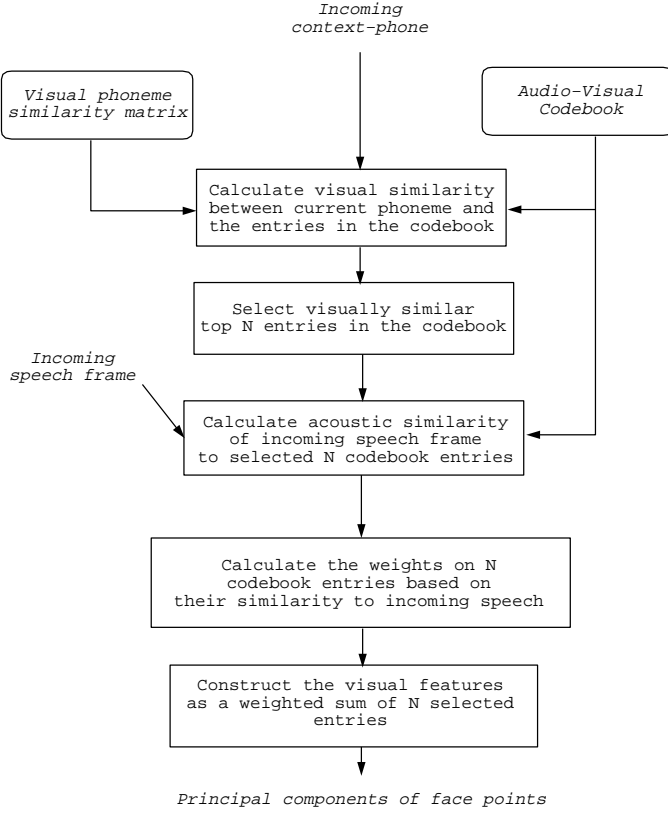 Incoming
context-phone
Visual phoneme
similarity matrix
Audio-Visual
Codebook
Calculate visual similarity
between current phoneme and
the entries in the codebook
Select visually similar
top N entries in the codebook
Incoming
speech frame
Calculate acoustic similarity
of incoming speech frame
to selected N codebook entries
Calculate the weights on N
codebook entries based on
their similarity to incoming speech
Construct the visual features
as a weighted sum of N selected
entries
Principal components of face points